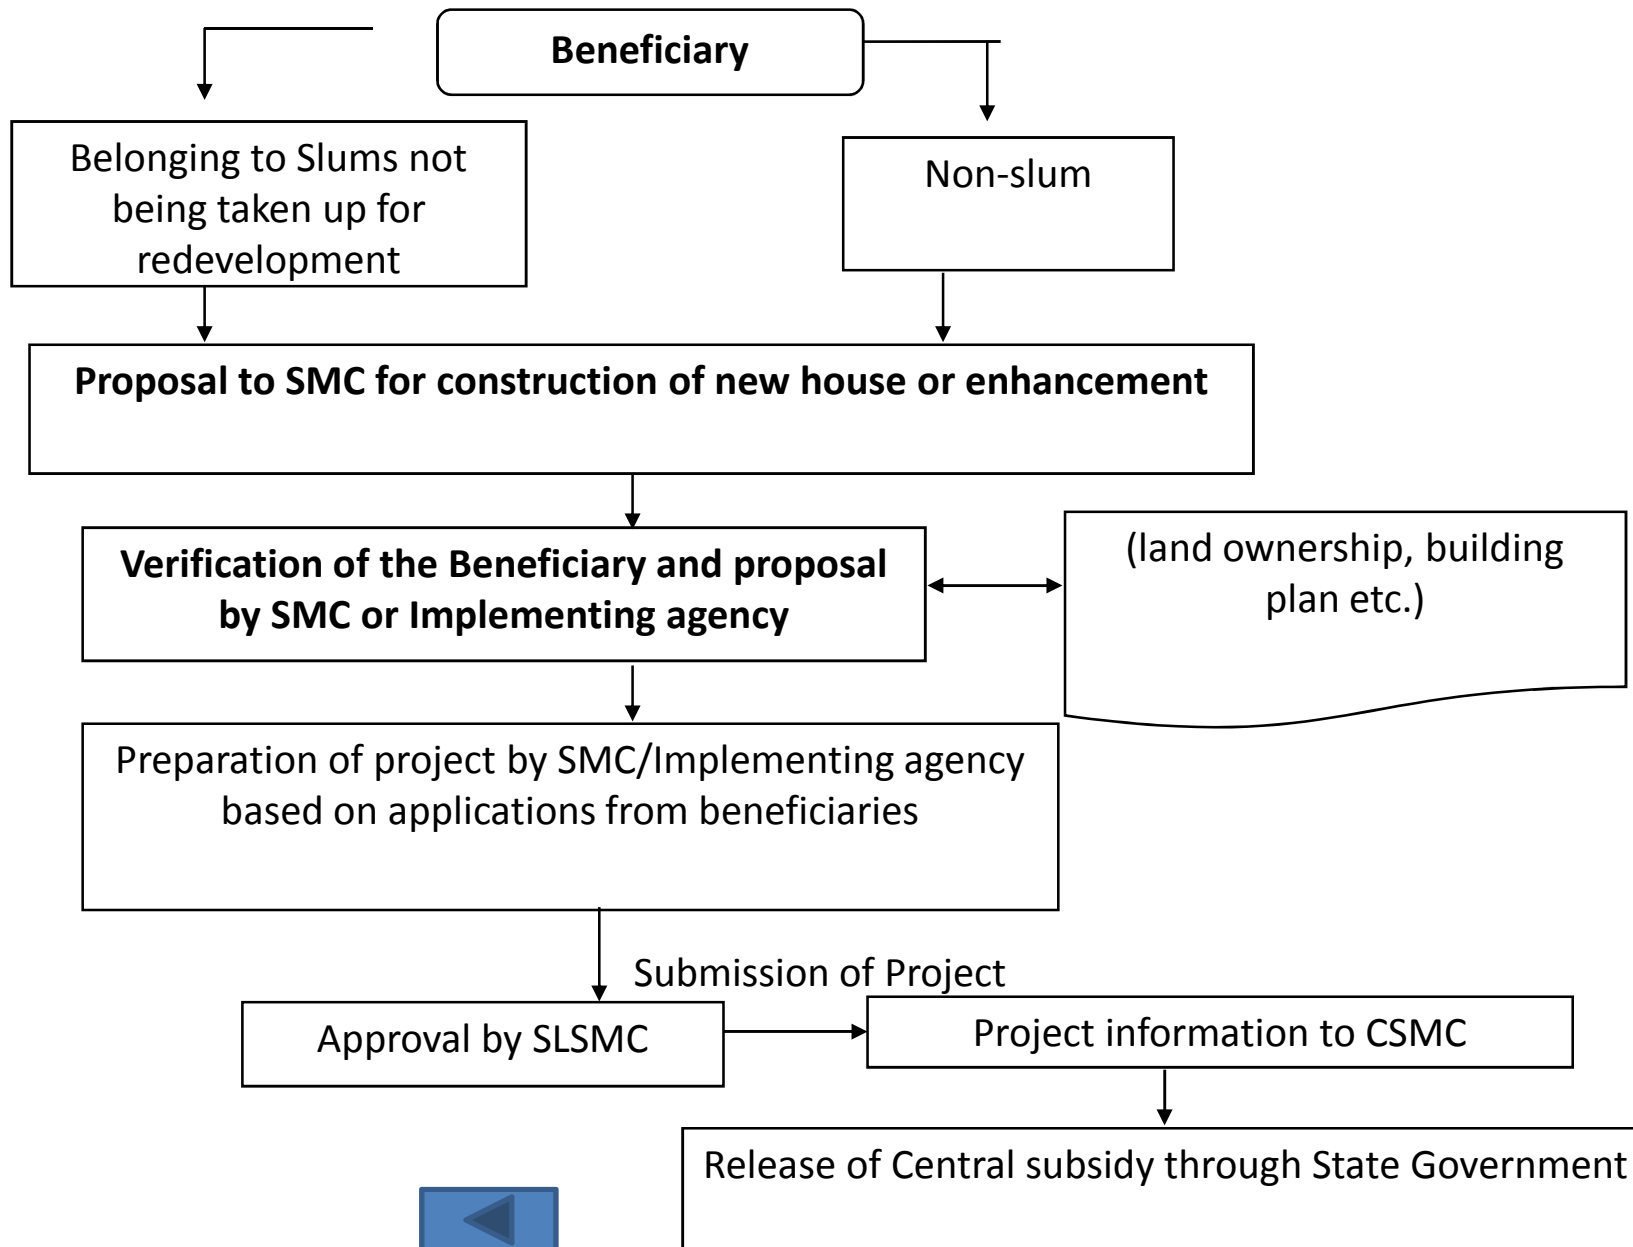 Beneficiary
Belonging to Slums not
being taken up for
redevelopment
Non-slum
Proposal to SMC for construction of new house or enhancement
Verification of the Beneficiary and proposal
by SMC or Implementing agency
(land ownership, building
plan etc.)
Preparation of project by SMC/Implementing agency
based on applications from beneficiaries
Submission of Project
Approval by SLSMC
Project information to CSMC
Release of Central subsidy through State Government